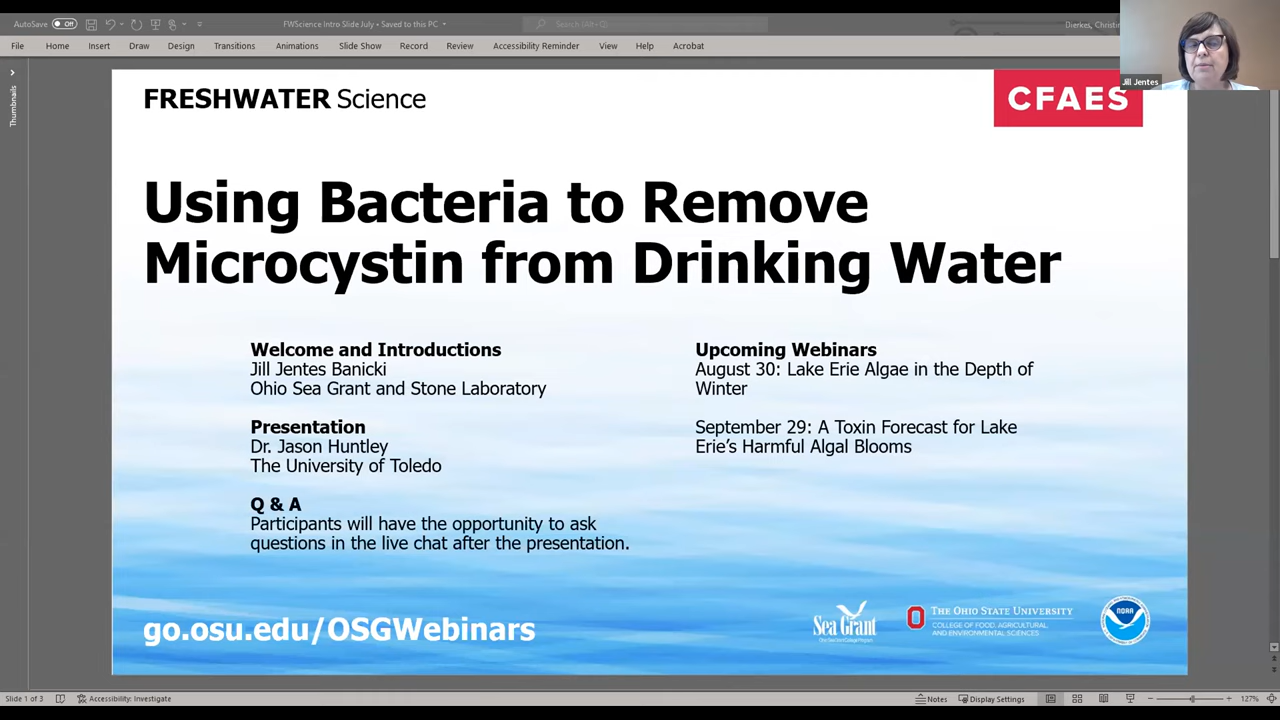 AutoSave Off
FWScience Intro Slide July • Saved to this PC
Search (Alt+Q)
File Home Insert Draw Design Transitions Animations Slide Show Record Review Accessibility Reminder View Help Acrobat
Jill Jentes
Thumbnails
FRESHWATER Science
CFAES
Using Bacteria to Remove
Microcystin from Drinking Water
Welcome and Introductions
Jill Jentes Banicki
Ohio Sea Grant and Stone Laboratory
Presentation
Dr. Jason Huntley
The University of Toledo
Q & A
Participants will have the opportunity to ask
questions in the live chat after the presentation.
Upcoming Webinars
August 30: Lake Erie Algae in the Depth of
Winter
September 29: A Toxin Forecast for Lake
Erie's Harmful Algal Blooms
go.osu.edu/OSGWebinars
Sea Grant
THE OHIO STATE UNIVERSITY
COLLEGE OF FOOD, AGRICULTURAL,
AND ENVIRONMENTAL SCIENCES
NOAA
Slide 1 of 3 Accessibility: Investigate Notes Display Settings 127%